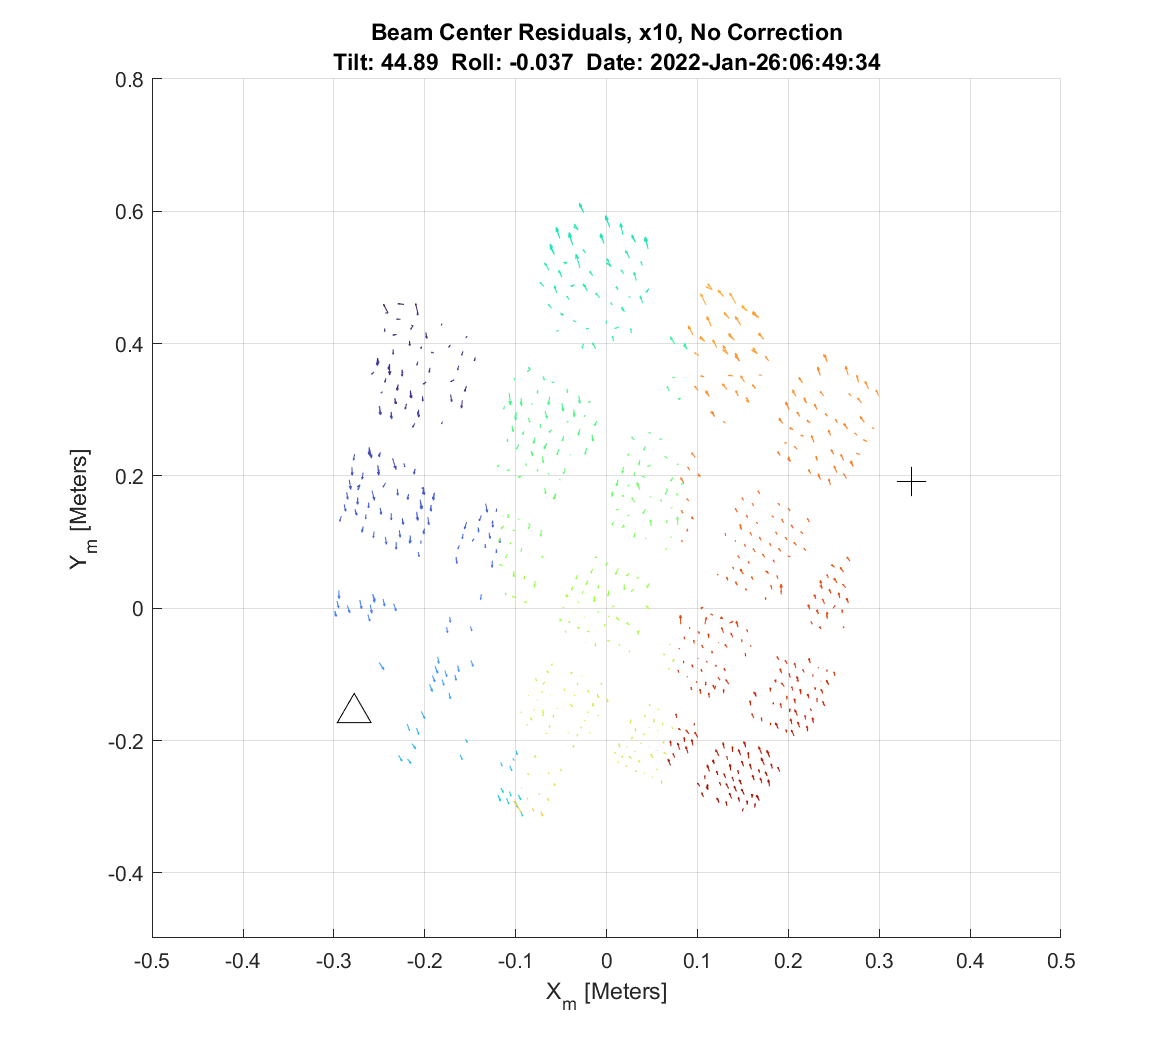 Beam Center Residuals, x10, No Correction
Tilt: 44.89 Roll: -0.037 Date: 2022-Jan-26:06:49:34
0.8
0.6
0.4
0.2
0
-0.2
-0.4
Y_m [Meters]
-0.5 -0.4 -0.3 -0.2 -0.1 0 0.1 0.2 0.3 0.4 0.5
X_m [Meters]